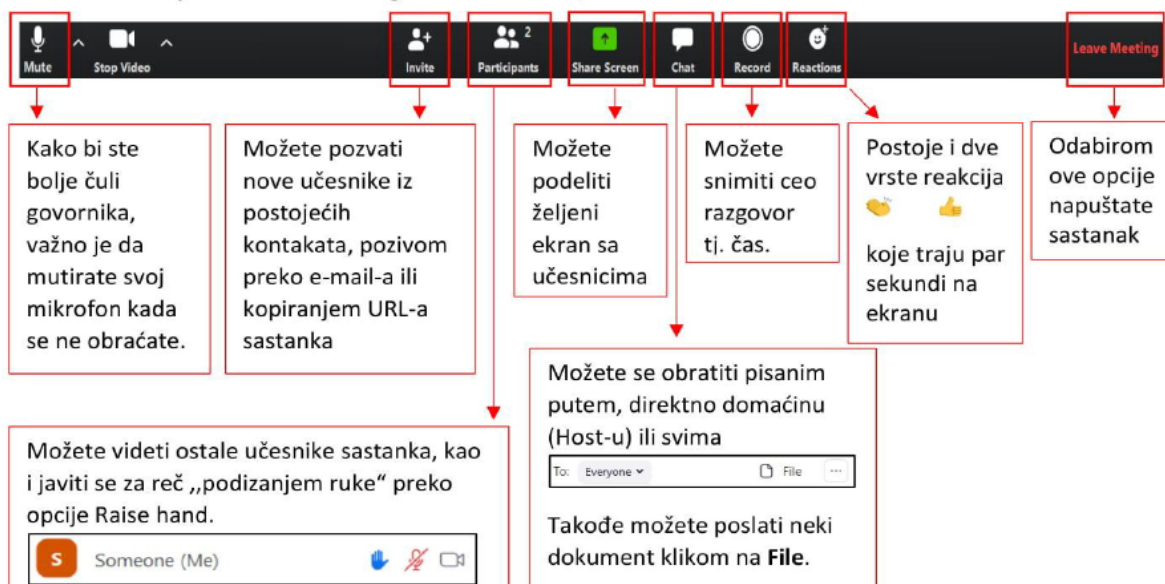 Mute
Stop Video
Invite
2
Participants
Share Screen
Chat
Record
Reactions
Leave Meeting
Kako bi ste
bolje čuli
govornika,
važno je da
mutirate svoj
mikrofon kada
se ne obraćate.
Možete pozvati
nove učesnike iz
postojećih
kontakata, pozivom
preko e-mail-a ili
kopiranjem URL-a
sastanka
Možete
podeliti
željeni
ekran sa
učesnicima
Možete
snimiti ceo
razgovor
tj. čas.
Postoje i dve
vrste reakcija
koje traju par
sekundi na
ekranu
Odabirom
ove opcije
napuštate
sastanak
Možete videti ostale učesnike sastanka, kao
i javiti se za reč ,,podizanjem ruke“ preko
opcije Raise hand.
S Someone (Me)
Možete se obratiti pisanim
putem, direktno domaćinu
(Host-u) ili svima
To: Everyone File ...
Takođe možete poslati neki
dokument klikom na File.